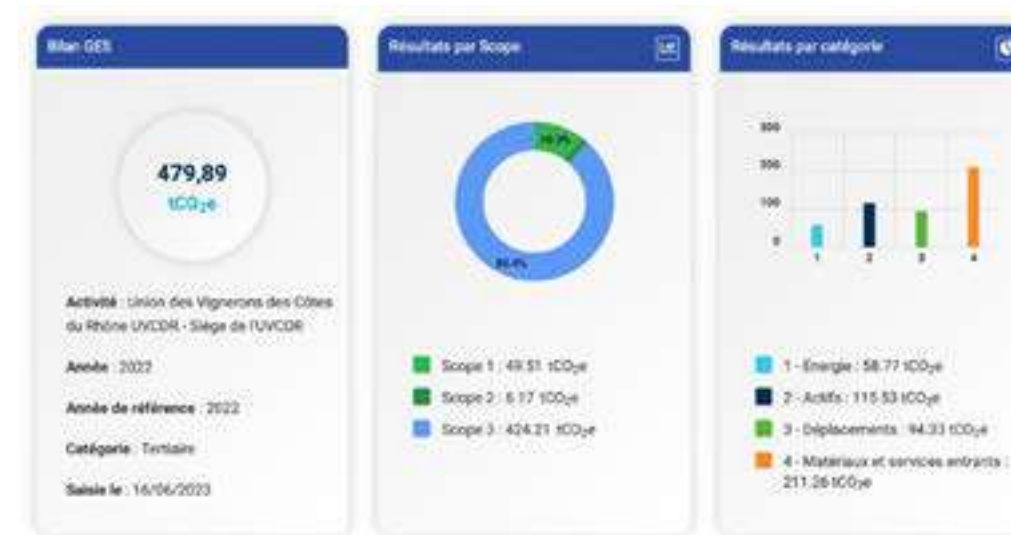 Bilan GES
479,89
tCO₂e
Activité : Union des Vignerons des Côtes
du Rhône UVCDR - Siège de l'UVCDR
Année : 2022
Année de référence : 2022
Catégorie : Tertiaire
Saisie le : 16/06/2023
Résultats par Scope
Scope 1 : 49.51 tCO₂e
Scope 2 : 6.17 tCO₂e
Scope 3 : 424.21 tCO₂e
Résultats par catégorie
300
200
100
0
1
2
3
4
1 - Energie : 58.77 tCO₂e
2 - Actifs : 115.53 tCO₂e
3 - Déplacements : 94.33 tCO₂e
4 - Matériaux et services entrants :
211.26 tCO₂e